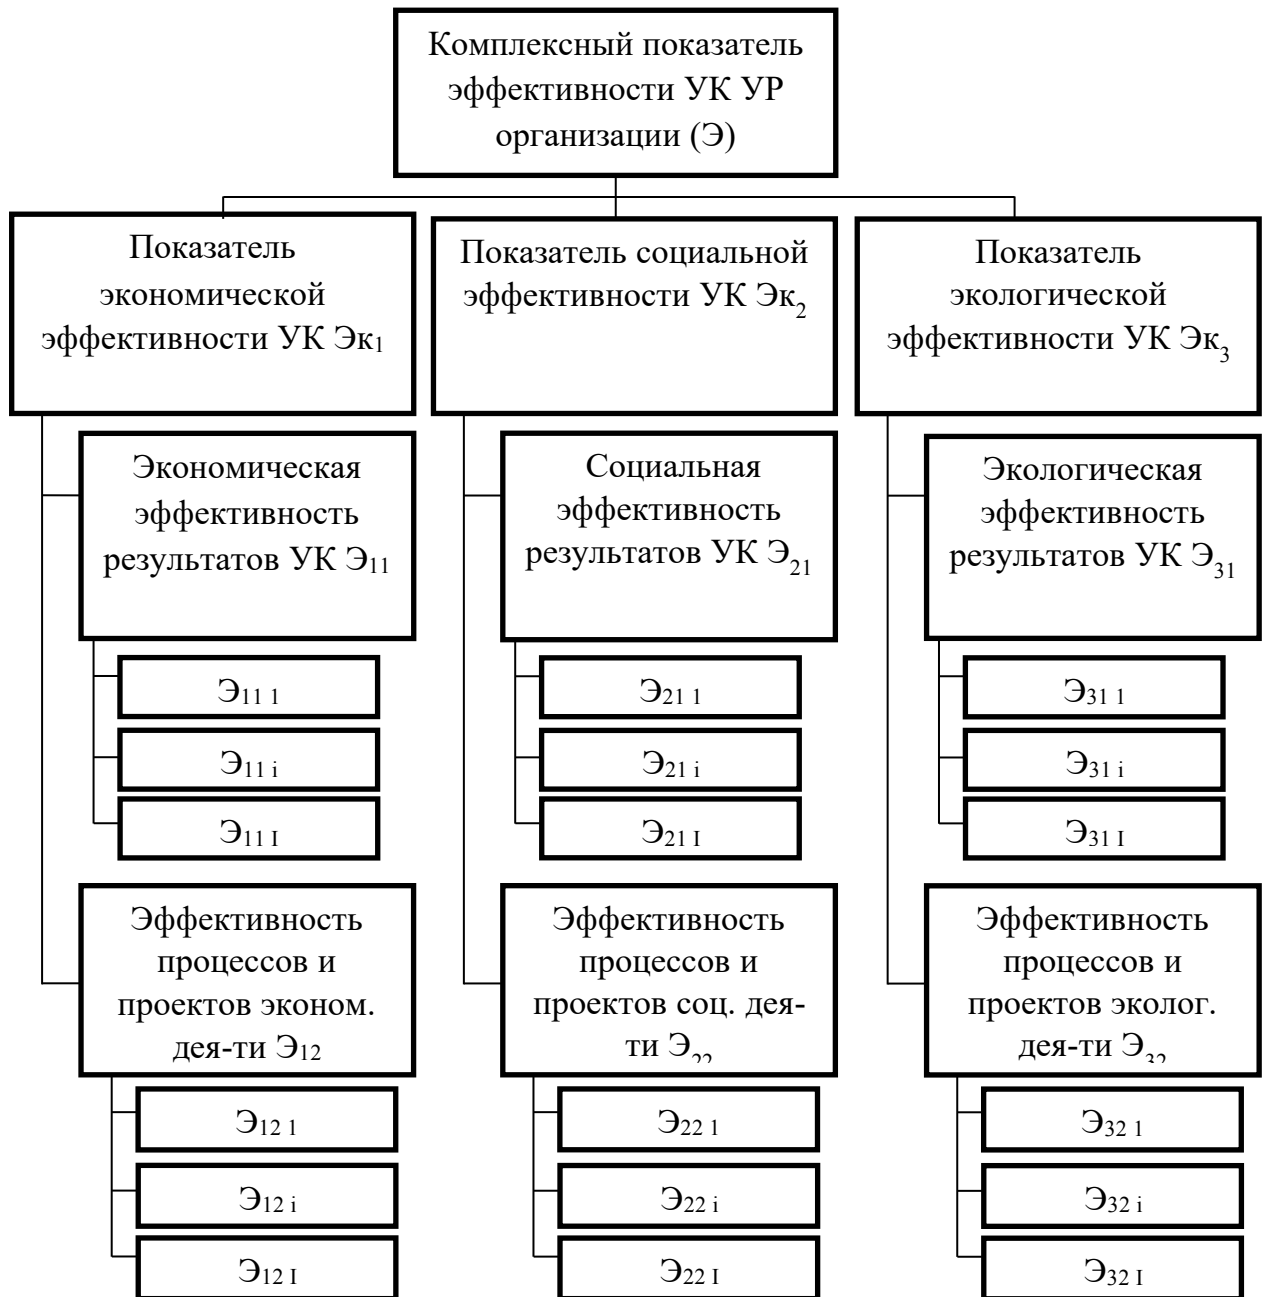 Комплексный показатель
эффективности УК УР
организации (Э)
Показатель
экономической
эффективности УК Эк₁
Показатель социальной
эффективности УК Эк₂
Показатель
экологической
эффективности УК Эк₃
Экономическая
эффективность
результатов УК Э₁₁
Социальная
эффективность
результатов УК Э₂₁
Экологическая
эффективность
результатов УК Э₃₁
Э₁₁ ₁
Э₁₁ ᵢ
Э₁₁ I
Э₂₁ ₁
Э₂₁ ᵢ
Э₂₁ I
Э₃₁ ₁
Э₃₁ ᵢ
Э₃₁ I
Эффективность
процессов и
проектов эконом.
дея-ти Э₁₂
Эффективность
процессов и
проектов соц. дея-
ти Э₂₂
Эффективность
процессов и
проектов эколог.
дея-ти Э₃₂
Э₁₂ ₁
Э₁₂ ᵢ
Э₁₂ I
Э₂₂ ₁
Э₂₂ ᵢ
Э₂₂ I
Э₃₂ ₁
Э₃₂ ᵢ
Э₃₂ I